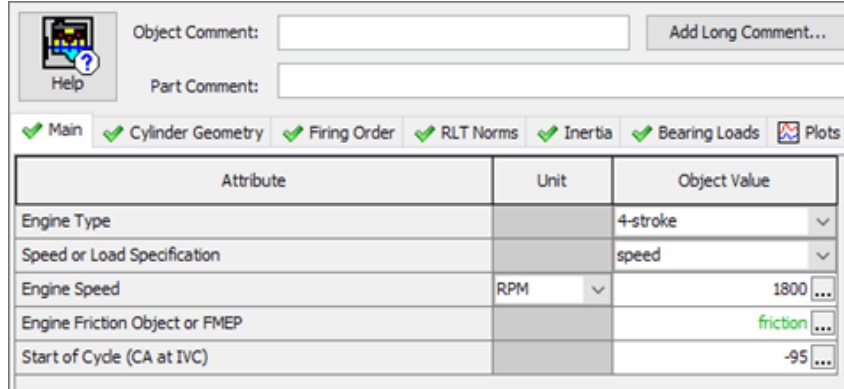 Object Comment:
Add Long Comment...
Help
Part Comment:
Main
Cylinder Geometry
Firing Order
RLT Norms
Inertia
Bearing Loads
Plots
Attribute Unit Object Value
Engine Type 4-stroke
Speed or Load Specification speed
Engine Speed RPM 1800 ...
Engine Friction Object or FMEP friction ...
Start of Cycle (CA at IVC) -95 ...